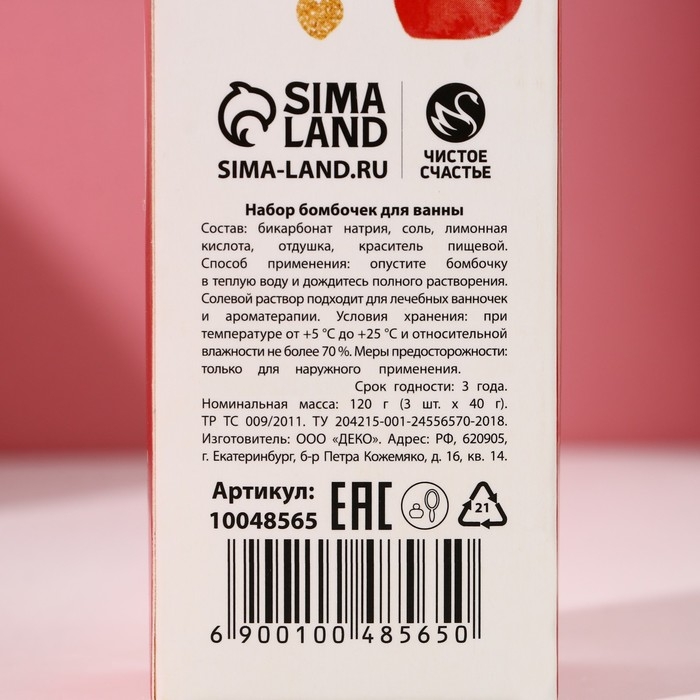 SIMA
LAND
SIMA-LAND.RU
ЧИСТОЕ
СЧАСТЬЕ
Набор бомбочек для ванны
Состав: бикарбонат натрия, соль, лимонная
кислота, отдушка, краситель пищевой.
Способ применения: опустите бомбочку
в теплую воду и дождитесь полного растворения.
Солевой раствор подходит для лечебных ванночек
и ароматерапии. Условия хранения: при
температуре от +5 °С до +25 °С и относительной
влажности не более 70 %. Меры предосторожности:
только для наружного применения.
Срок годности: 3 года.
Номинальная масса: 120 г (3 шт. х 40 г).
ТР ТС 009/2011. ТУ 204215-001-24556570-2018.
Изготовитель: ООО «ДЕКО». Адрес: РФ, 620905,
г. Екатеринбург, б-р Петра Кожемяко, д. 16, кв. 14.
Артикул:
10048565
ЕАС
21
6 900100 485650